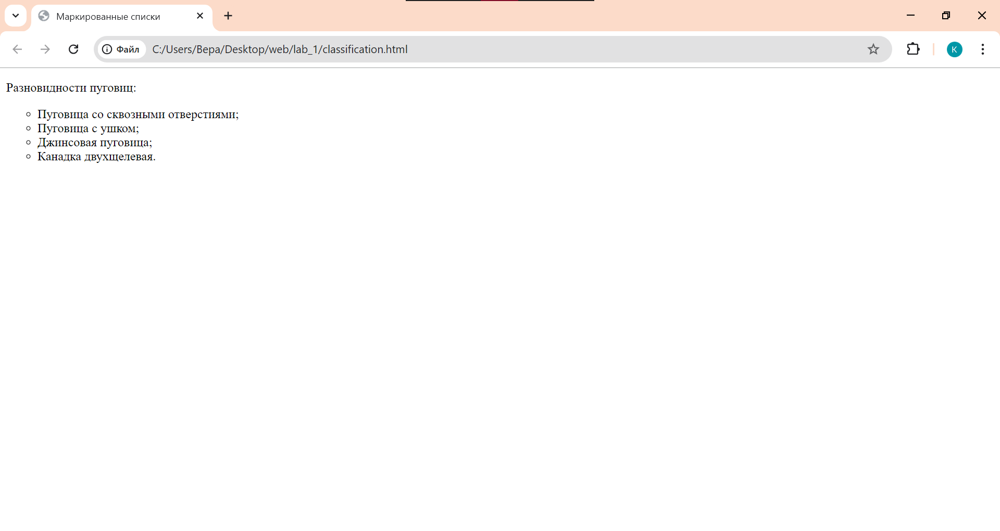 Маркированные списки
Файл C:/Users/Вера/Desktop/web/lab_1/classification.html
K
Разновидности пуговиц:
Пуговица со сквозными отверстиями;
Пуговица с ушком;
Джинсовая пуговица;
Канадка двухщелевая.